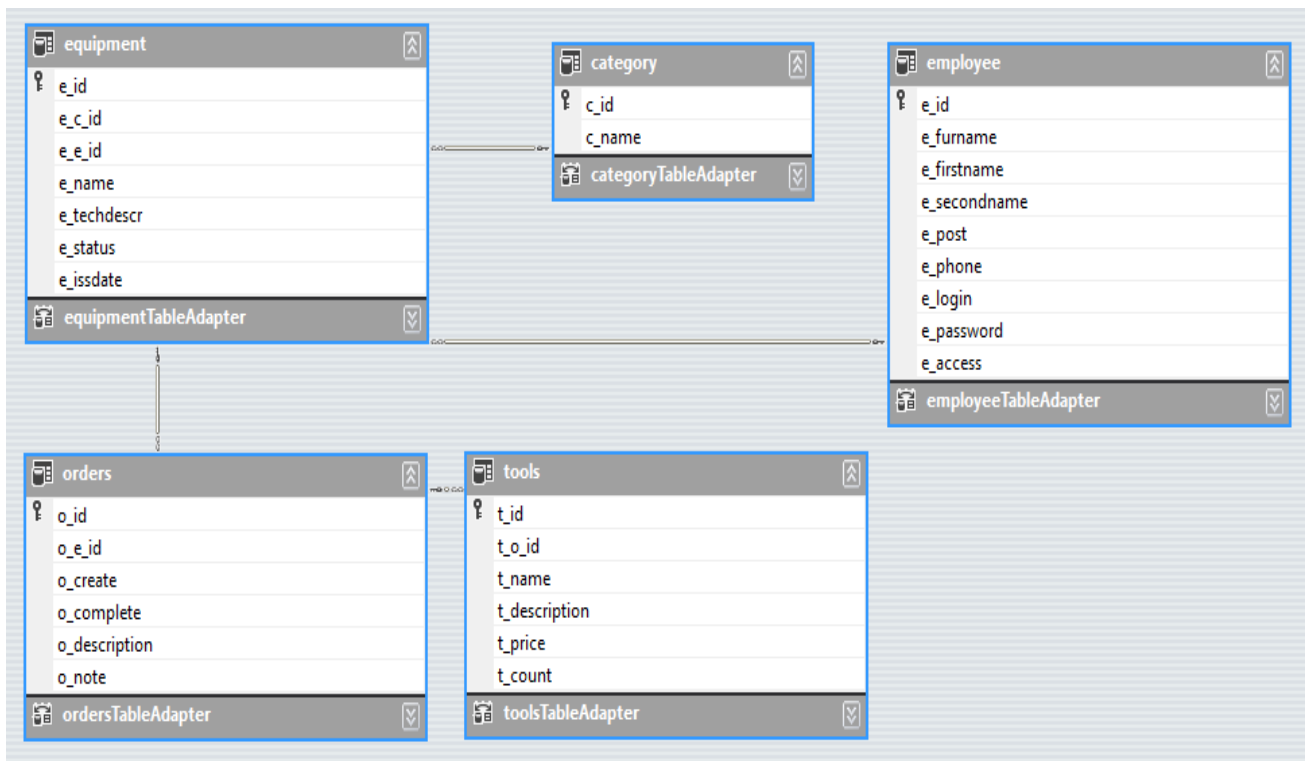 equipment
e_id
e_c_id
e_e_id
e_name
e_techdescr
e_status
e_issdate
equipmentTableAdapter
category
c_id
c_name
categoryTableAdapter
employee
e_id
e_furname
e_firstname
e_secondname
e_post
e_phone
e_login
e_password
e_access
employeeTableAdapter
orders
o_id
o_e_id
o_create
o_complete
o_description
o_note
ordersTableAdapter
tools
t_id
t_o_id
t_name
t_description
t_price
t_count
toolsTableAdapter